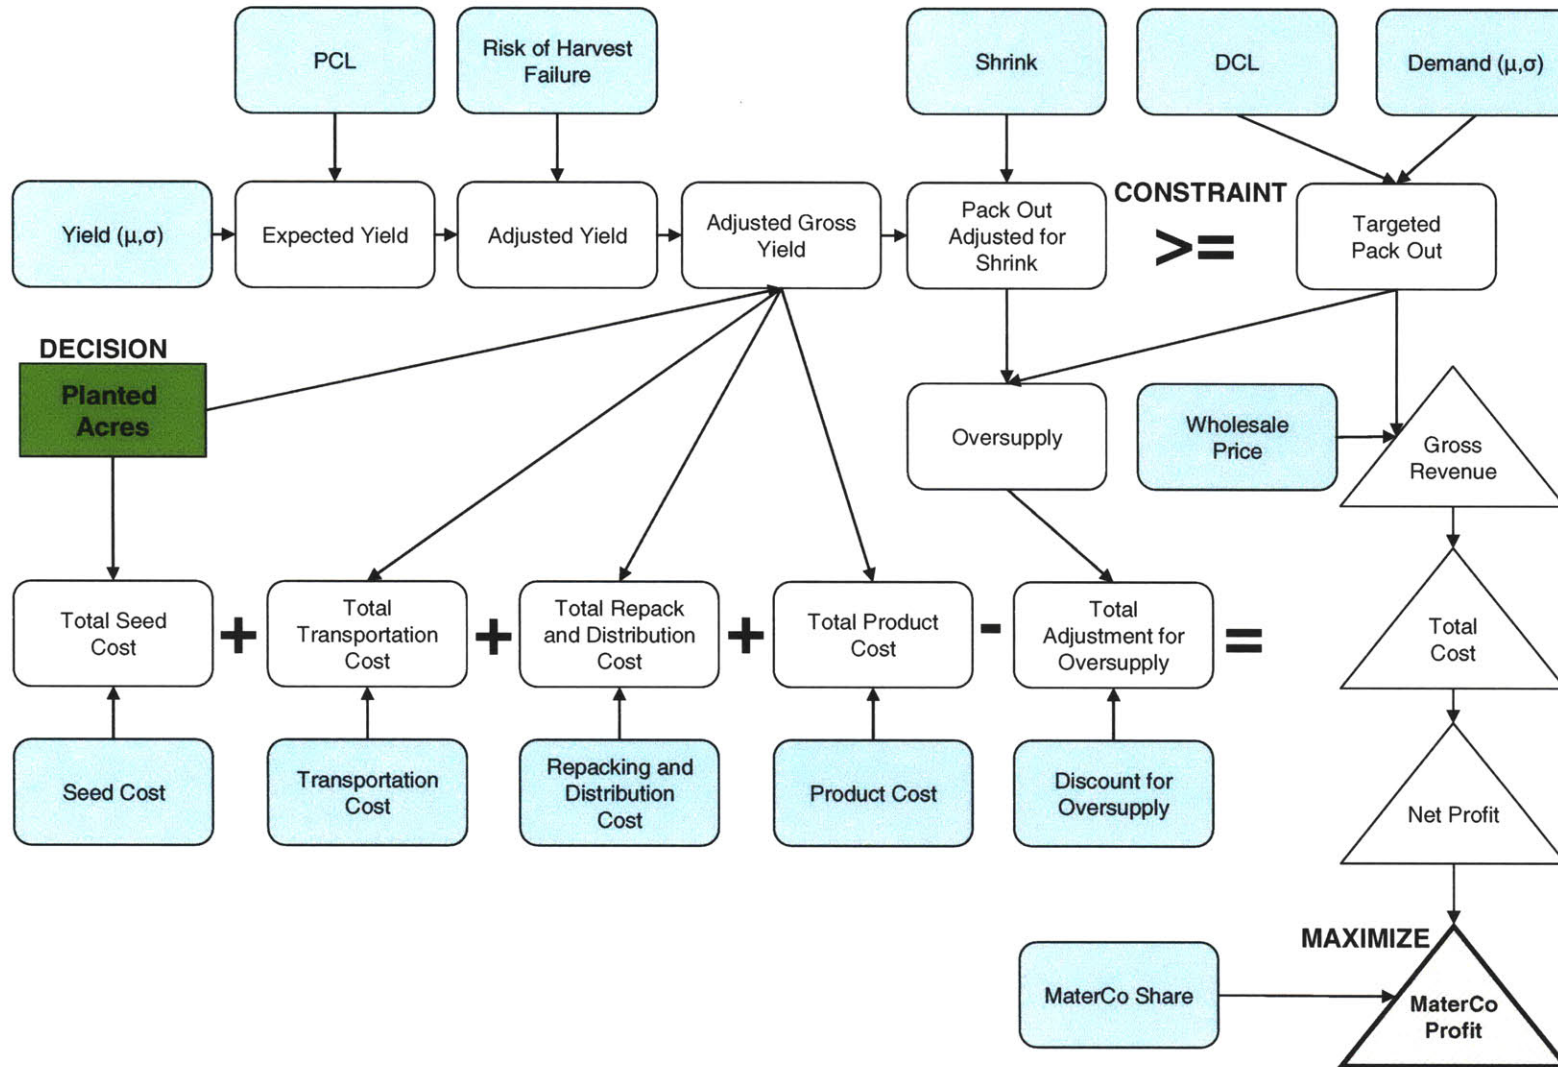 PCL
Risk of Harvest
Failure
Shrink
DCL
Demand (μ,σ)
Yield (μ,σ)
Expected Yield
Adjusted Yield
Adjusted Gross
Yield
Pack Out
Adjusted for
Shrink
CONSTRAINT
>=
Targeted
Pack Out
DECISION
Planted
Acres
Oversupply
Wholesale
Price
Gross
Revenue
Total Seed
Cost
+
Total
Transportation
Cost
+
Total Repack
and Distribution
Cost
+
Total Product
Cost
-
Total
Adjustment for
Oversupply
=
Total
Cost
Seed Cost
Transportation
Cost
Repacking and
Distribution
Cost
Product Cost
Discount for
Oversupply
Net Profit
MAXIMIZE
MaterCo Share
MaterCo
Profit